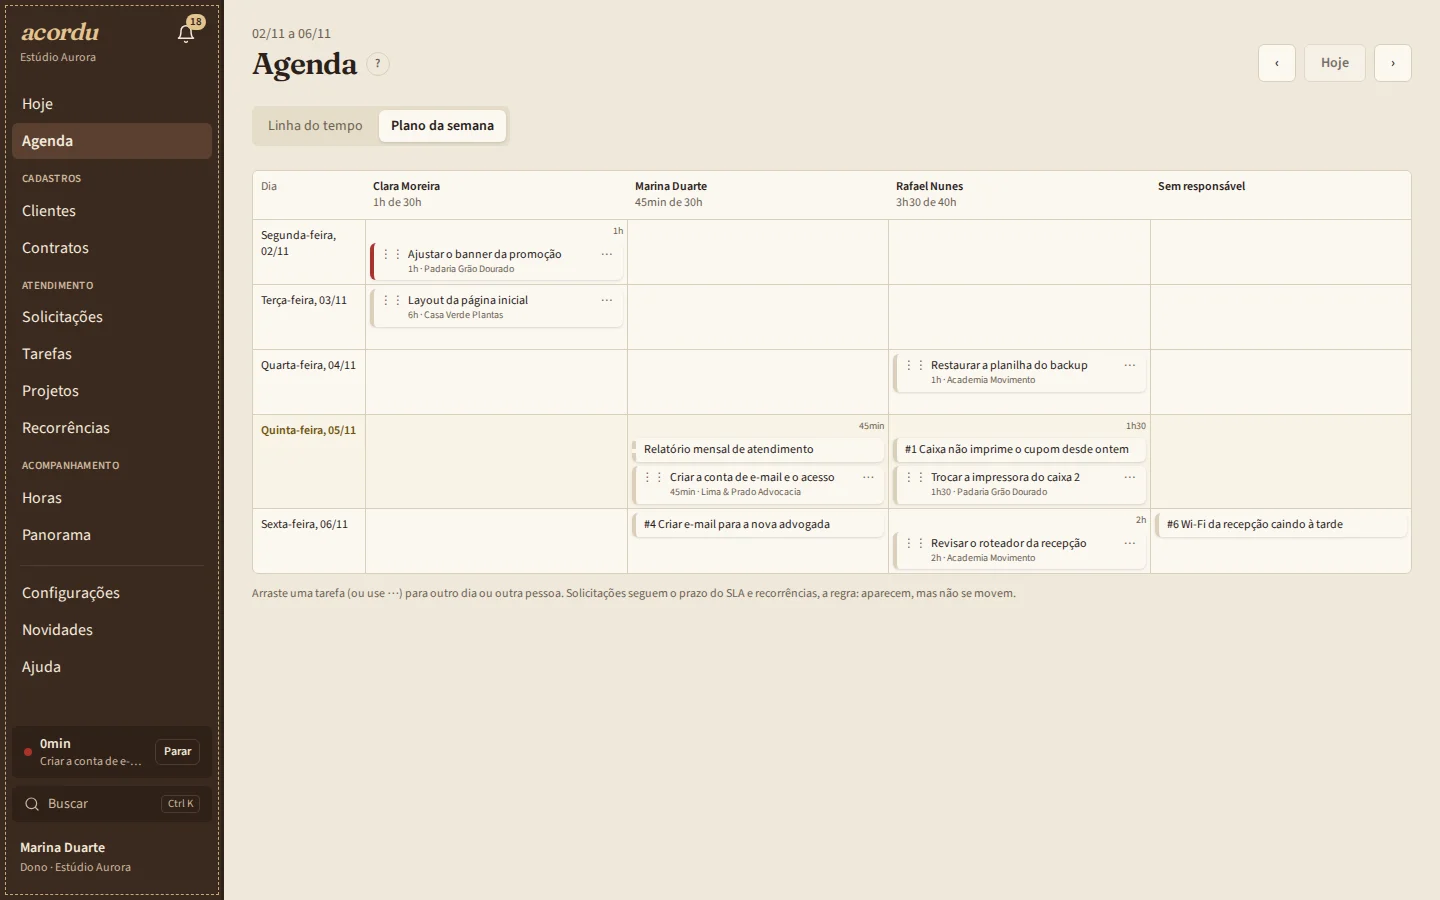 acordu
18
Estúdio Aurora
Hoje
Agenda
CADASTROS
Clientes
Contratos
ATENDIMENTO
Solicitações
Tarefas
Projetos
Recorrências
ACOMPANHAMENTO
Horas
Panorama
Configurações
Novidades
Ajuda
0min
Criar a conta de e-…
Parar
Buscar
Ctrl K
Marina Duarte
Dono · Estúdio Aurora
02/11 a 06/11
Agenda
?
‹
Hoje
›
Linha do tempo
Plano da semana
Dia
Clara Moreira
1h de 30h
Marina Duarte
45min de 30h
Rafael Nunes
3h30 de 40h
Sem responsável
Segunda-feira,
02/11
1h
Ajustar o banner da promoção
···
1h · Padaria Grão Dourado
Terça-feira, 03/11
Layout da página inicial
···
6h · Casa Verde Plantas
Quarta-feira, 04/11
Restaurar a planilha do backup
···
1h · Academia Movimento
Quinta-feira, 05/11
45min
Relatório mensal de atendimento
Criar a conta de e-mail e o acesso
···
45min · Lima & Prado Advocacia
1h30
#1 Caixa não imprime o cupom desde ontem
Trocar a impressora do caixa 2
···
1h30 · Padaria Grão Dourado
Sexta-feira, 06/11
#4 Criar e-mail para a nova advogada
2h
Revisar o roteador da recepção
···
2h · Academia Movimento
#6 Wi-Fi da recepção caindo à tarde
Arraste uma tarefa (ou use ···) para outro dia ou outra pessoa. Solicitações seguem o prazo do SLA e recorrências, a regra: aparecem, mas não se movem.